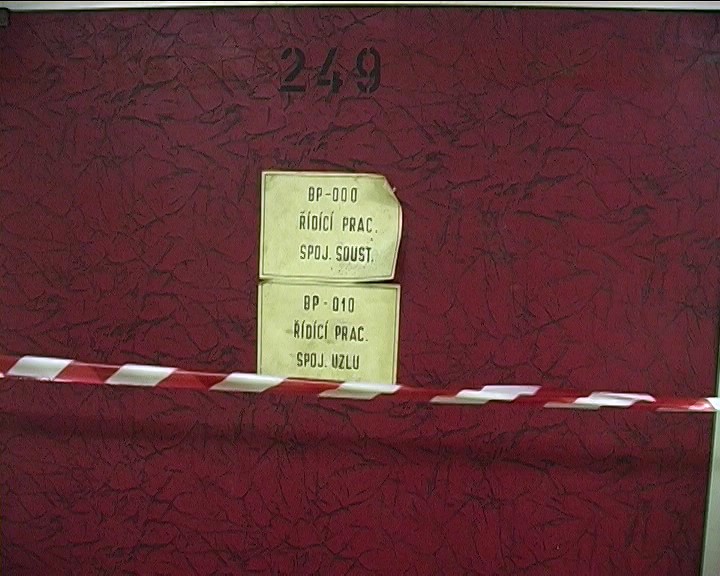 249
BP-000
ŘÍDÍCÍ PRAC.
SPOJ. SOUST.
BP-010
ŘÍDÍCÍ PRAC.
SPOJ. UZLU